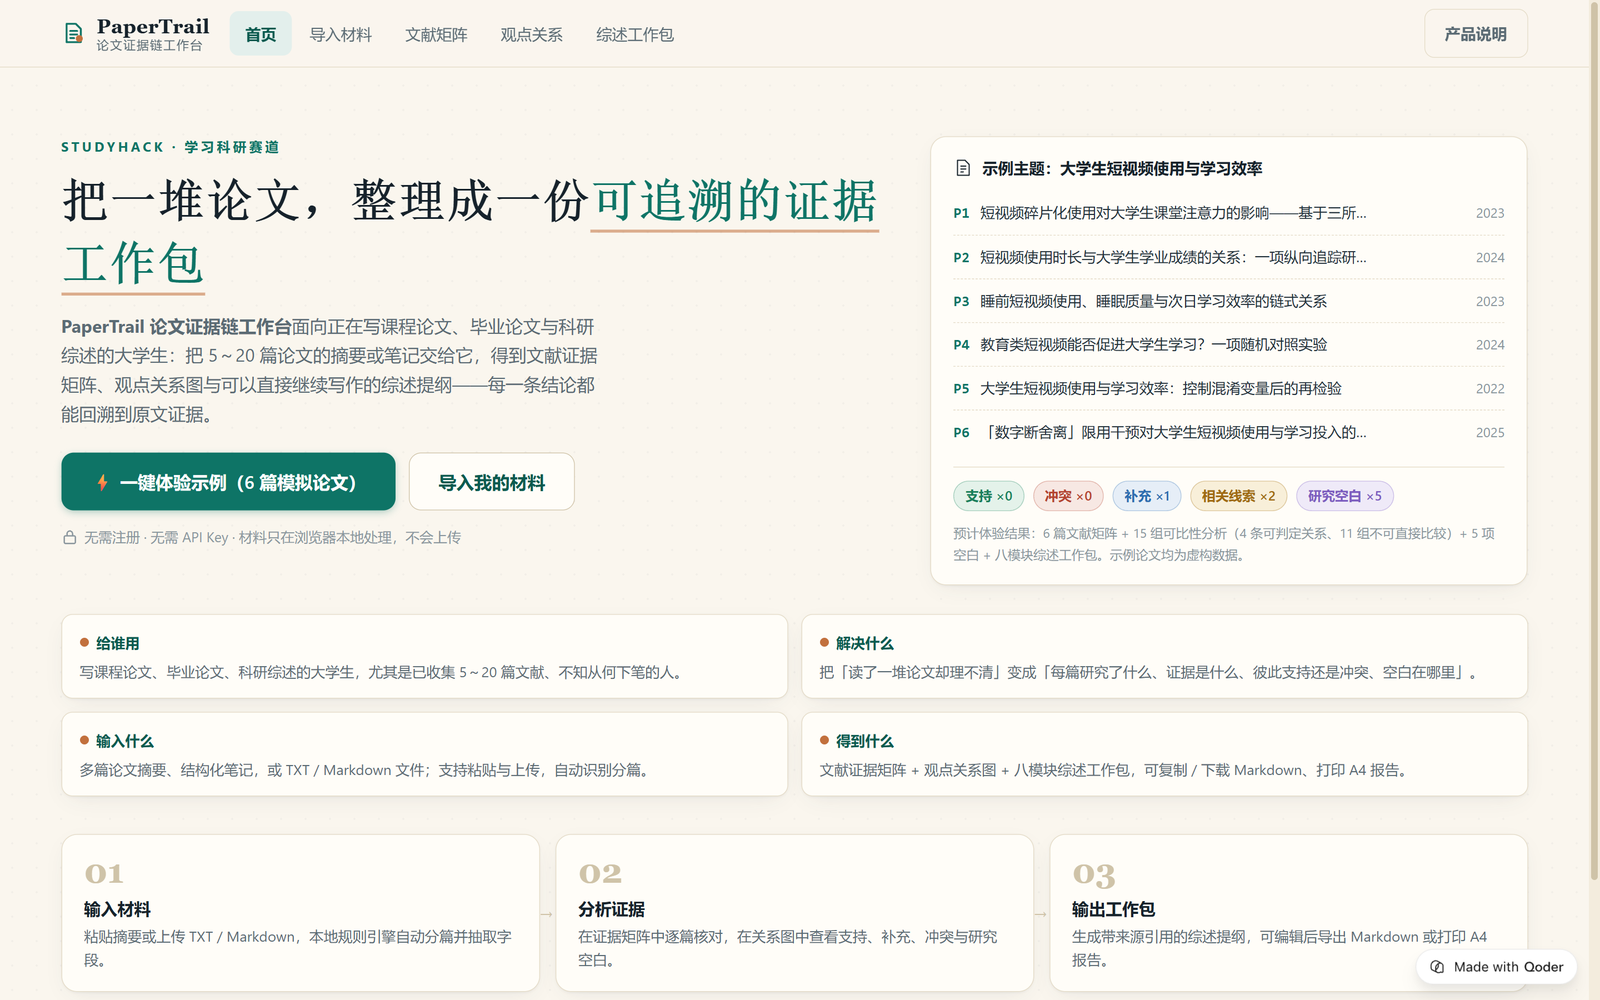 PaperTrail
论文证据链工作台
首页
导入材料
文献矩阵
观点关系
综述工作包
产品说明
STUDYHACK · 学习科研赛道
把一堆论文，整理成一份可追溯的证据
工作包
PaperTrail 论文证据链工作台面向正在写课程论文、毕业论文与科研
综述的大学生：把 5～20 篇论文的摘要或笔记交给它，得到文献证据
矩阵、观点关系图与可以直接继续写作的综述提纲——每一条结论都
能回溯到原文证据。
一键体验示例（6 篇模拟论文）
导入我的材料
无需注册 · 无需 API Key · 材料只在浏览器本地处理，不会上传
示例主题：大学生短视频使用与学习效率
P1 短视频碎片化使用对大学生课堂注意力的影响——基于三所... 2023
P2 短视频使用时长与大学生学业成绩的关系：一项纵向追踪研... 2024
P3 睡前短视频使用、睡眠质量与次日学习效率的链式关系 2023
P4 教育类短视频能否促进大学生学习？一项随机对照实验 2024
P5 大学生短视频使用与学习效率：控制混淆变量后的再检验 2022
P6 「数字断舍离」限用干预对大学生短视频使用与学习投入的... 2025
支持 ×0
冲突 ×0
补充 ×1
相关线索 ×2
研究空白 ×5
预计体验结果：6 篇文献矩阵 + 15 组可比性分析（4 条可判定关系、11 组不可直接比较）+ 5 项
空白 + 八模块综述工作包。示例论文均为虚构数据。
给谁用
写课程论文、毕业论文、科研综述的大学生，尤其是已收集 5～20 篇文献、不知从何下笔的人。
解决什么
把「读了一堆论文却理不清」变成「每篇研究了什么、证据是什么、彼此支持还是冲突、空白在哪里」。
输入什么
多篇论文摘要、结构化笔记，或 TXT / Markdown 文件；支持粘贴与上传，自动识别分篇。
得到什么
文献证据矩阵 + 观点关系图 + 八模块综述工作包，可复制 / 下载 Markdown、打印 A4 报告。
01
输入材料
粘贴摘要或上传 TXT / Markdown，本地规则引擎自动分篇并抽取字
段。
→
02
分析证据
在证据矩阵中逐篇核对，在关系图中查看支持、补充、冲突与研究
空白。
→
03
输出工作包
生成带来源引用的综述提纲，可编辑后导出 Markdown 或打印 A4
报告。
Made with Qoder